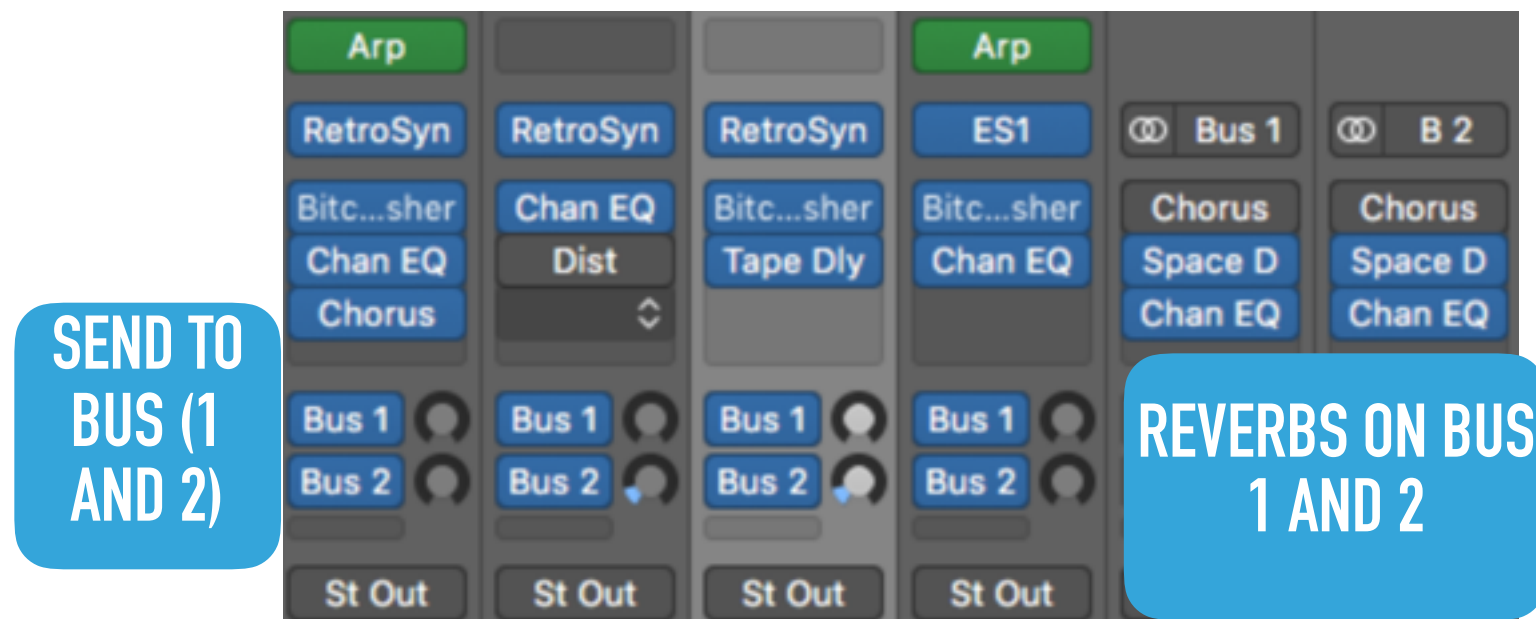 Arp Arp
RetroSyn RetroSyn RetroSyn ES1 Bus 1 B 2
Bitc...sher Chan EQ Bitc...sher Bitc...sher Chorus Chorus
Chan EQ Dist Tape Dly Chan EQ Space D Space D
Chorus Chan EQ Chan EQ
SEND TO
BUS (1
AND 2)
Bus 1 Bus 1 Bus 1 Bus 1
Bus 2 Bus 2 Bus 2 Bus 2
REVERBS ON BUS
1 AND 2
St Out St Out St Out St Out